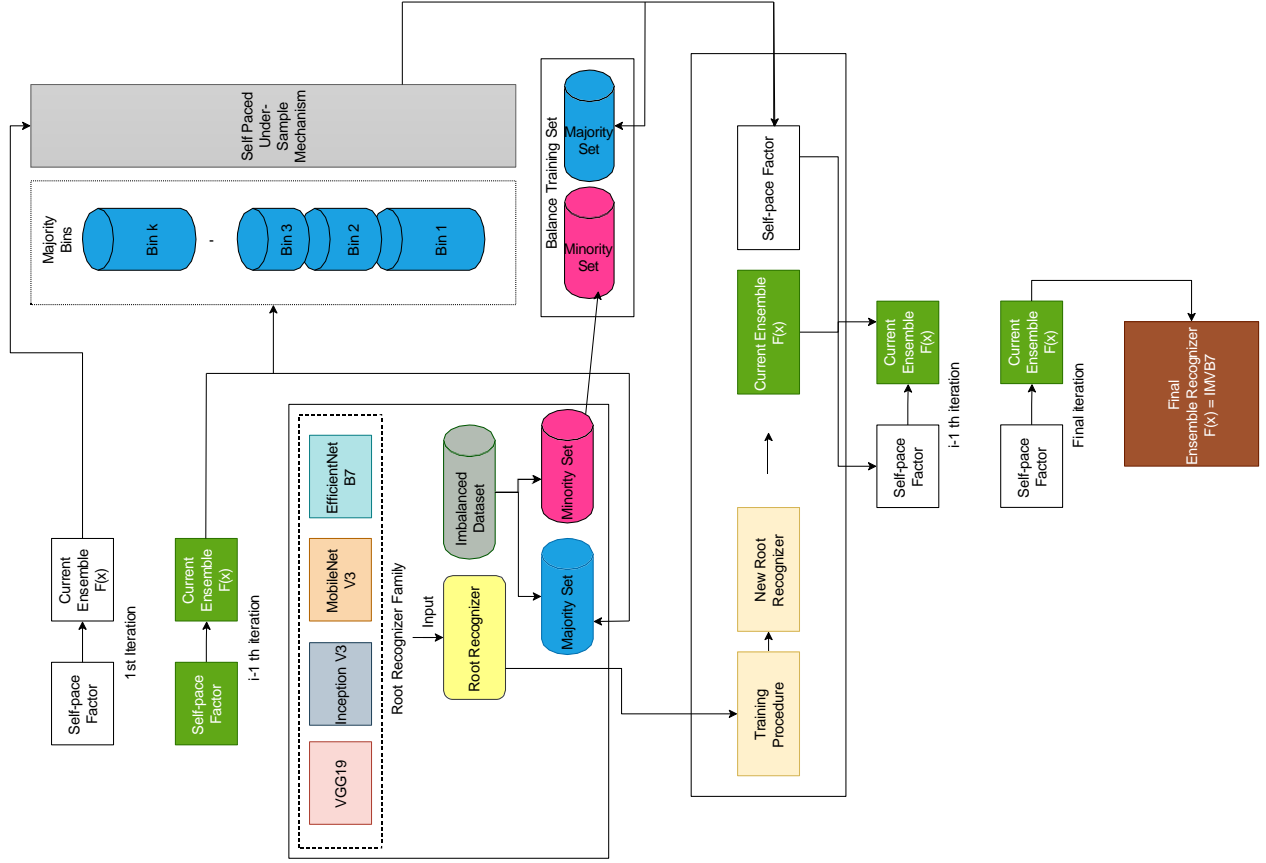 Self-pace
Factor
Current
Ensemble
F(x)
1st Iteration
Self-pace
Factor
Current
Ensemble
F(x)
i-1 th iteration
Majority
Bins
Bin k
-
Bin 3
Bin 2
Bin 1
Self Paced
Under-
Sample
Mechanism
VGG19
Inception V3
MobileNet
V3
EfficientNet
B7
Root Recognizer Family
Input
Root Recognizer
Imbalanced
Dataset
Majority Set
Minority Set
Balance Training Set
Minority
Set
Majority
Set
Training
Procedure
New Root
Recognizer
Current Ensemble
F(x)
Self-pace Factor
Self-pace
Factor
Current
Ensemble
F(x)
i-1 th iteration
Self-pace
Factor
Current
Ensemble
F(x)
Final iteration
Final
Ensemble Recognizer
F(x) = IMVB7